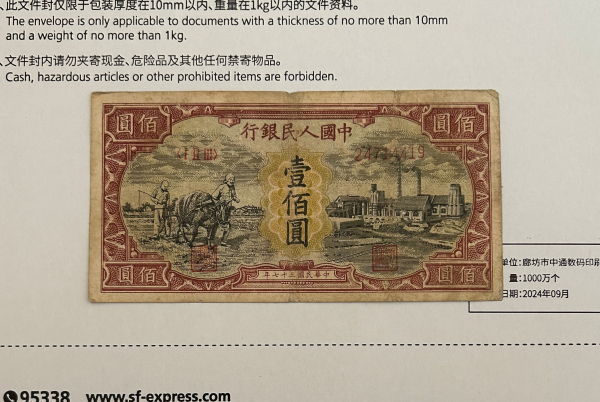 、此文件封仅限于包装厚度在10mm以内、重量在1kg以内的文件资料。
The envelope is only applicable to documents with a thickness of no more than 10mm
and a weight of no more than 1kg.
、文件封内请勿夹寄现金、危险品及其他任何禁寄物品。
Cash, hazardous articles or other prohibited items are forbidden.
圓佰
行銀民人國中
圓佰
壹佰圓
圓佰
年七十三國民華中
圓佰
单位：廊坊市中通数码印刷
量：1000万个
日期：2024年09月
95338 www.sf-express.com